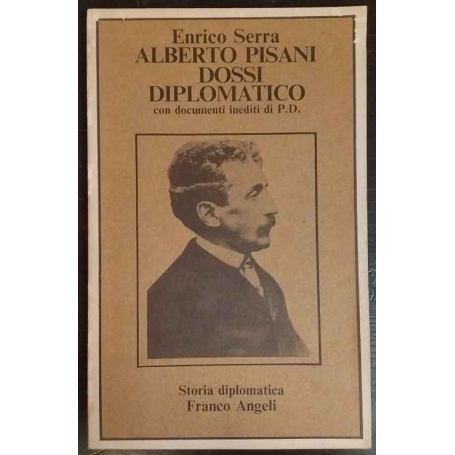 Enrico Serra
ALBERTO PISANI
DOSSI
DIPLOMATICO
con documenti inediti di P.D.
Storia diplomatica
Franco Angeli